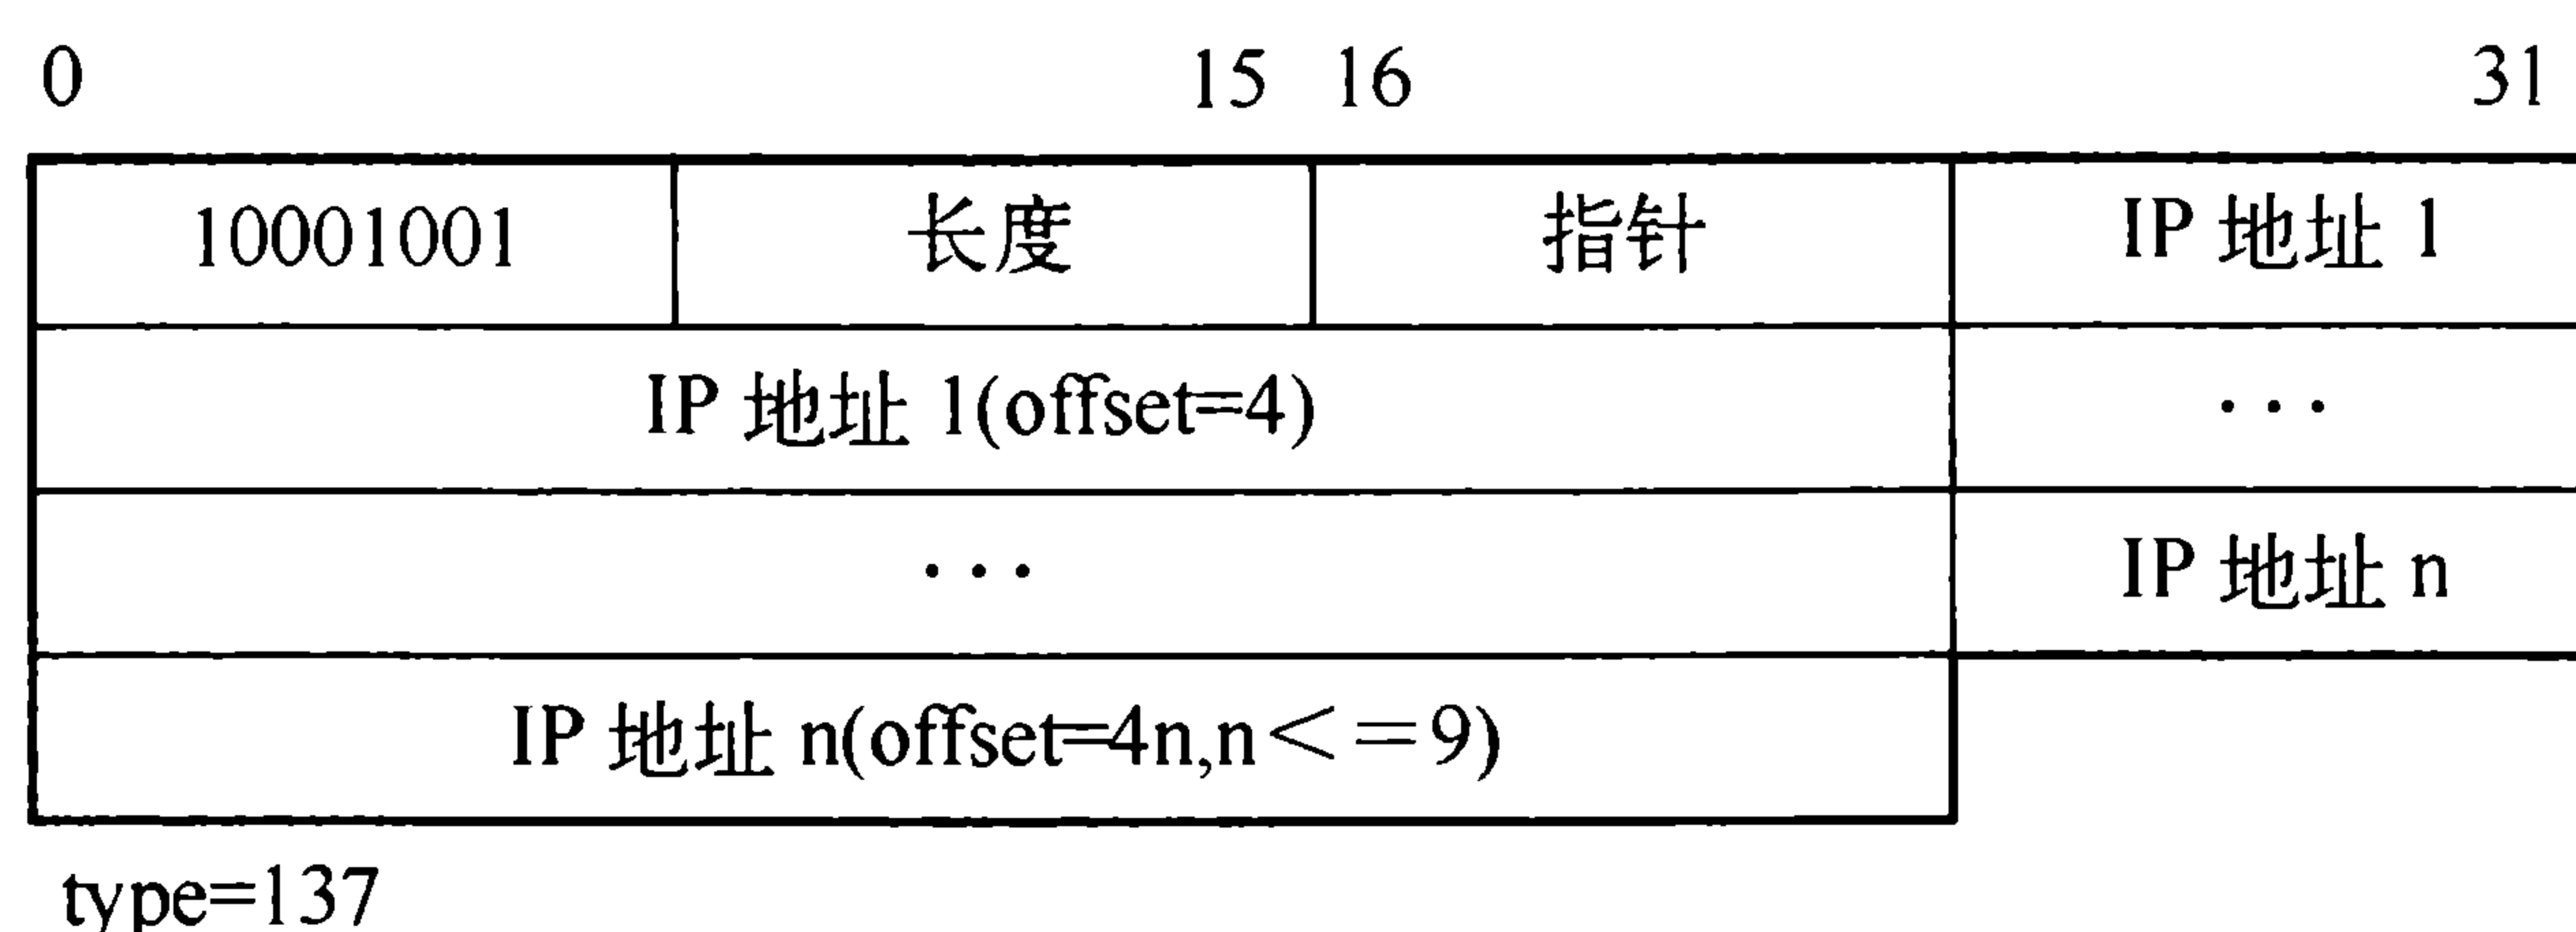 0 15 16 31
10001001 长度 指针 IP 地址 1
IP 地址 1(offset=4) ···
··· IP 地址 n
IP 地址 n(offset=4n,n<=9)
type=137